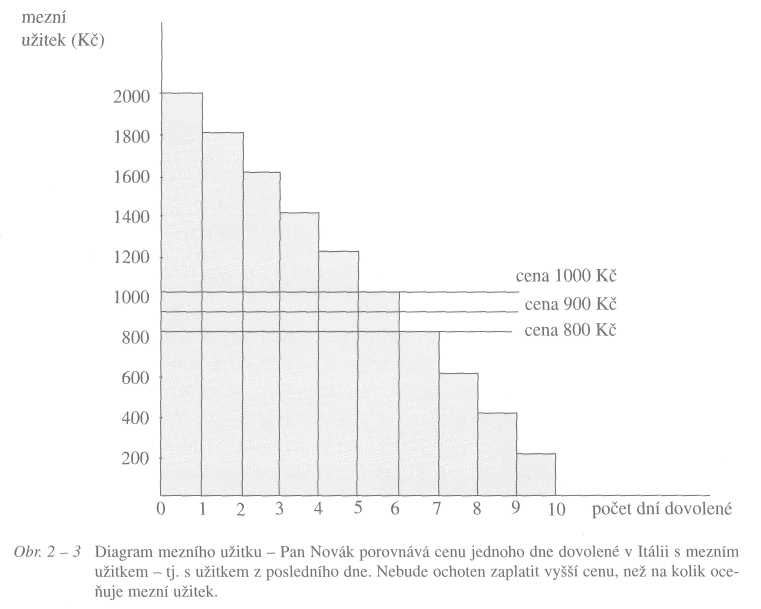 mezní
užitek (Kč)
2000
1800
1600
1400
1200
1000
800
600
400
200
cena 1000 Kč
cena 900 Kč
cena 800 Kč
0 1 2 3 4 5 6 7 8 9 10 počet dní dovolené
Obr. 2 – 3 Diagram mezního užitku – Pan Novák porovnává cenu jednoho dne dovolené v Itálii s mezním
užitkem – tj. s užitkem z posledního dne. Nebude ochoten zaplatit vyšší cenu, než na kolik oce-
ňuje mezní užitek.